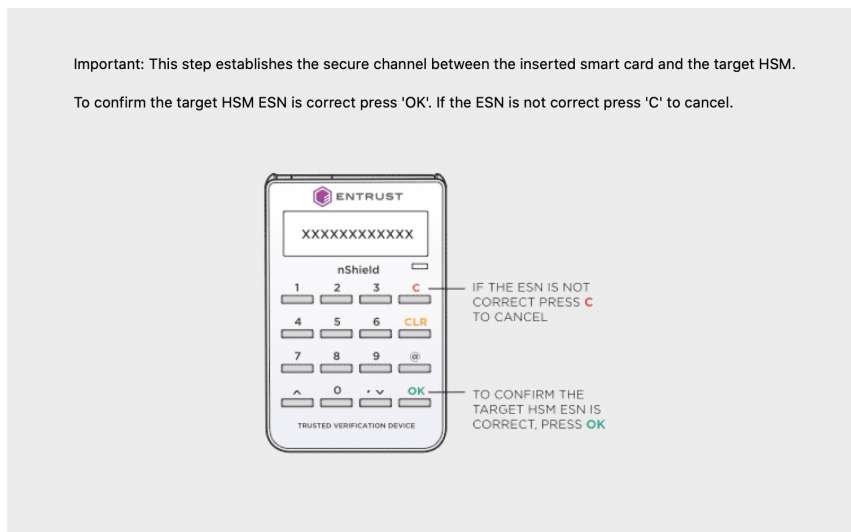 Important: This step establishes the secure channel between the inserted smart card and the target HSM.
To confirm the target HSM ESN is correct press 'OK'. If the ESN is not correct press 'C' to cancel.
ENTRUST
XXXXXXXXXXXX
nShield
1 2 3 C
4 5 6 CLR
7 8 9 @
^ 0 . ⌄ OK
TRUSTED VERIFICATION DEVICE
IF THE ESN IS NOT
CORRECT PRESS C
TO CANCEL
TO CONFIRM THE
TARGET HSM ESN IS
CORRECT, PRESS OK